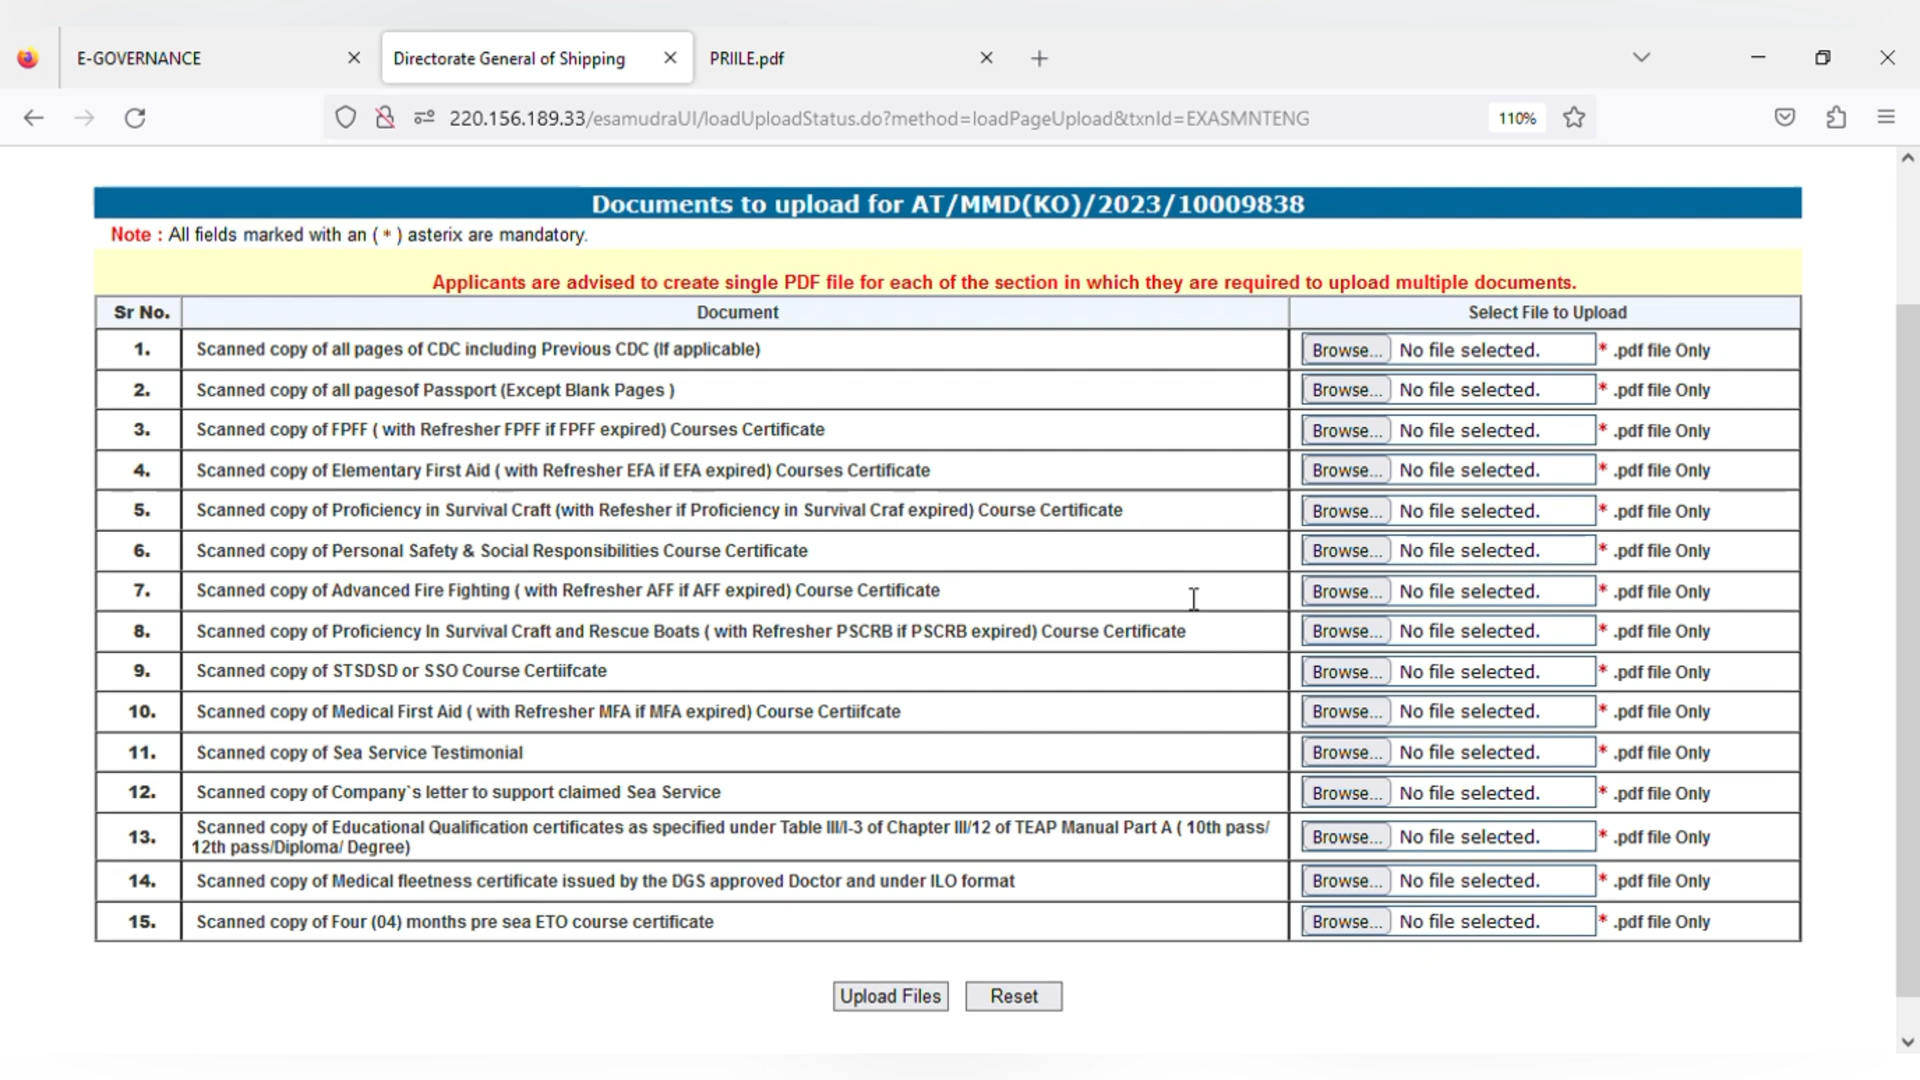 E-GOVERNANCE
Directorate General of Shipping
PRIILE.pdf
220.156.189.33/esamudraUI/loadUploadStatus.do?method=loadPageUpload&txnId=EXASMNTENG
110%
Documents to upload for AT/MMD(KO)/2023/10009838
Note : All fields marked with an ( * ) asterix are mandatory.
Applicants are advised to create single PDF file for each of the section in which they are required to upload multiple documents.
Sr No. Document Select File to Upload
1. Scanned copy of all pages of CDC including Previous CDC (If applicable) Browse... No file selected. * .pdf file Only
2. Scanned copy of all pagesof Passport (Except Blank Pages ) Browse... No file selected. * .pdf file Only
3. Scanned copy of FPFF ( with Refresher FPFF if FPFF expired) Courses Certificate Browse... No file selected. * .pdf file Only
4. Scanned copy of Elementary First Aid ( with Refresher EFA if EFA expired) Courses Certificate Browse... No file selected. * .pdf file Only
5. Scanned copy of Proficiency in Survival Craft (with Refesher if Proficiency in Survival Craf expired) Course Certificate Browse... No file selected. * .pdf file Only
6. Scanned copy of Personal Safety & Social Responsibilities Course Certificate Browse... No file selected. * .pdf file Only
7. Scanned copy of Advanced Fire Fighting ( with Refresher AFF if AFF expired) Course Certificate Browse... No file selected. * .pdf file Only
8. Scanned copy of Proficiency In Survival Craft and Rescue Boats ( with Refresher PSCRB if PSCRB expired) Course Certificate Browse... No file selected. * .pdf file Only
9. Scanned copy of STSDSD or SSO Course Certiifcate Browse... No file selected. * .pdf file Only
10. Scanned copy of Medical First Aid ( with Refresher MFA if MFA expired) Course Certiifcate Browse... No file selected. * .pdf file Only
11. Scanned copy of Sea Service Testimonial Browse... No file selected. * .pdf file Only
12. Scanned copy of Company`s letter to support claimed Sea Service Browse... No file selected. * .pdf file Only
13. Scanned copy of Educational Qualification certificates as specified under Table III/I-3 of Chapter III/12 of TEAP Manual Part A ( 10th pass/
12th pass/Diploma/ Degree) Browse... No file selected. * .pdf file Only
14. Scanned copy of Medical fleetness certificate issued by the DGS approved Doctor and under ILO format Browse... No file selected. * .pdf file Only
15. Scanned copy of Four (04) months pre sea ETO course certificate Browse... No file selected. * .pdf file Only
Upload Files Reset